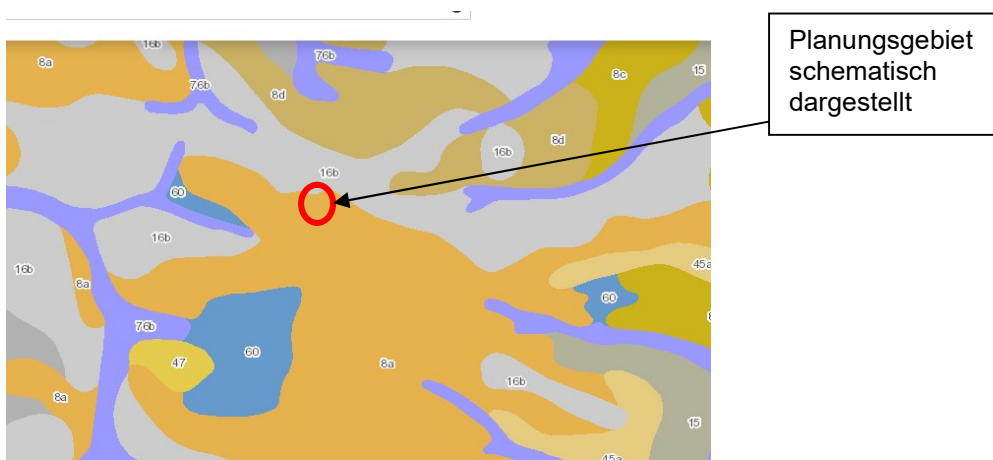 Planungsgebiet
schematisch
dargestellt
8a
16b
76b
76b
8d
8c
15
16b
8d
60
16b
16b
16b
8a
45a
60
76b
47
60
8a
16b
8a
15
45a